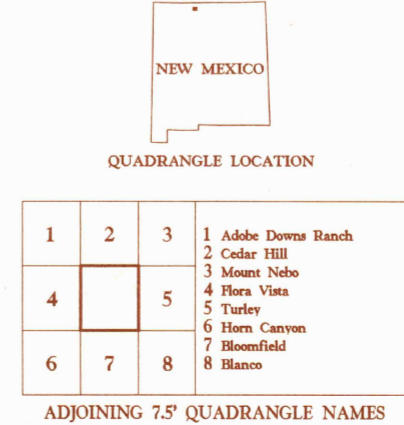 NEW MEXICO
QUADRANGLE LOCATION
1 2 3
4 5
6 7 8
1 Adobe Downs Ranch
2 Cedar Hill
3 Mount Nebo
4 Flora Vista
5 Turley
6 Horn Canyon
7 Bloomfield
8 Blanco
ADJOINING 7.5' QUADRANGLE NAMES